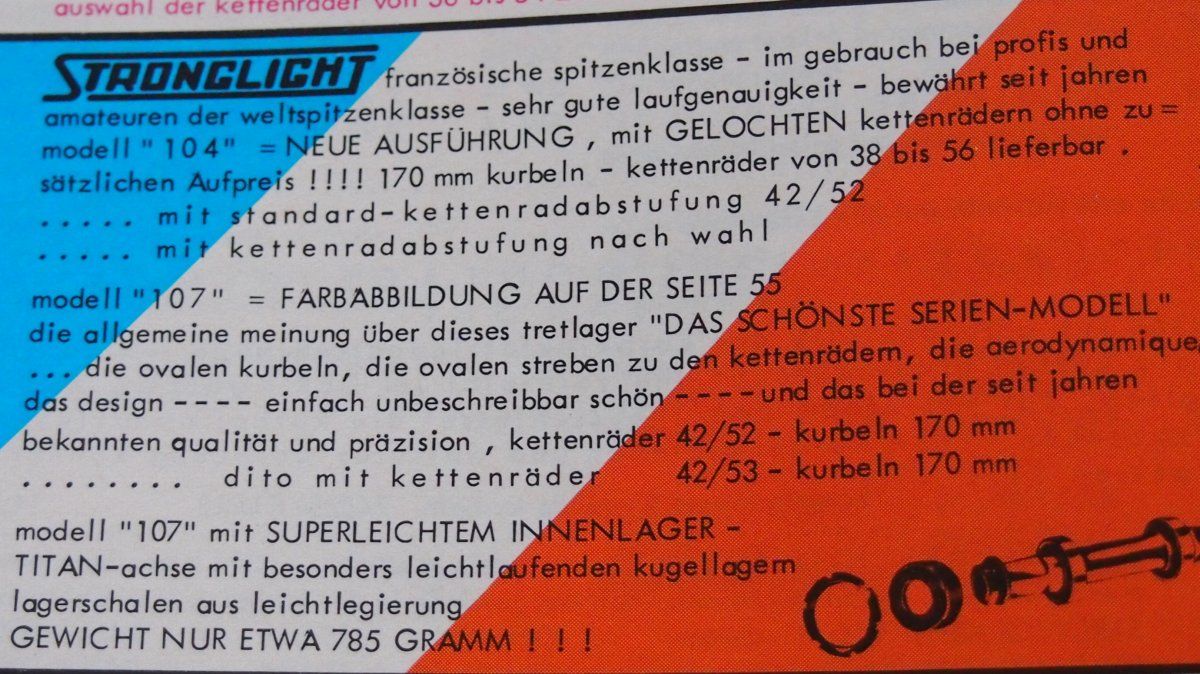 auswahl der kettenräder von 38 bis
STRONGLIGHT französische spitzenklasse - im gebrauch bei profis und
amateuren der weltspitzenklasse - sehr gute laufgenauigkeit - bewährt seit jahren
modell "104" = NEUE AUSFÜHRUNG , mit GELOCHTEN kettenrädern ohne zu=
sätzlichen Aufpreis !!!! 170 mm kurbeln - kettenräder von 38 bis 56 lieferbar .
..... mit standard-kettenradabstufung 42/52
..... mit kettenradabstufung nach wahl
modell "107" = FARBABBILDUNG AUF DER SEITE 55
die allgemeine meinung über dieses tretlager "DAS SCHÖNSTE SERIEN-MODELL"
... die ovalen kurbeln, die ovalen streben zu den kettenrädern, die aerodynamique,
das design ---- einfach unbeschreibbar schön ----und das bei der seit jahren
bekannten qualität und präzision , kettenräder 42/52 - kurbeln 170 mm
........ dito mit kettenräder 42/53 - kurbeln 170 mm
modell "107" mit SUPERLEICHTEM INNENLAGER -
TITAN-achse mit besonders leichtlaufenden kugellagern
lagerschalen aus leichtlegierung
GEWICHT NUR ETWA 785 GRAMM ! ! !